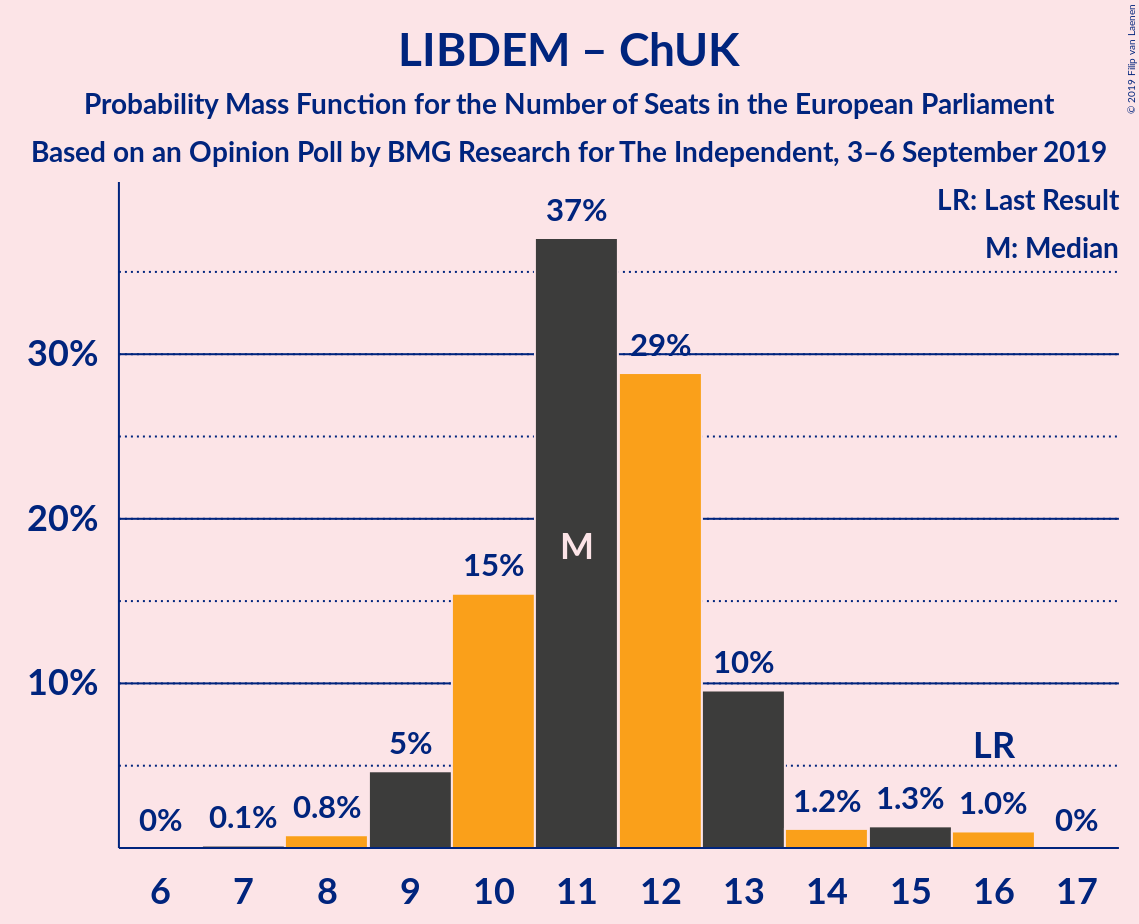 LIBDEM – ChUK
Probability Mass Function for the Number of Seats in the European Parliament
Based on an Opinion Poll by BMG Research for The Independent, 3–6 September 2019
© 2019 Filip van Laenen
LR: Last Result
M: Median
37%
30%
29%
20%
M
15%
10%
10%
5%
LR
0%
0.1%
0.8%
1.2%
1.3%
1.0%
0%
6 7 8 9 10 11 12 13 14 15 16 17